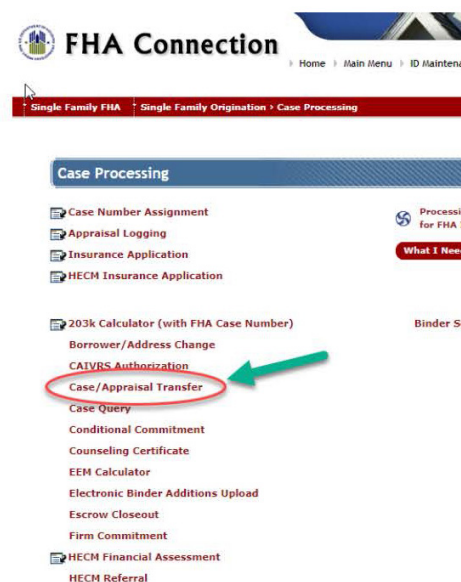 FHA Connection
Home Main Menu ID Maintena
Single Family FHA Single Family Origination > Case Processing
Case Processing
Case Number Assignment
Appraisal Logging
Insurance Application
HECM Insurance Application
Processi
for FHA
What I Nee
203k Calculator (with FHA Case Number)
Binder S
Borrower/Address Change
CAIVRS Authorization
Case/Appraisal Transfer
Case Query
Conditional Commitment
Counseling Certificate
EEM Calculator
Electronic Binder Additions Upload
Escrow Closeout
Firm Commitment
HECM Financial Assessment
HECM Referral